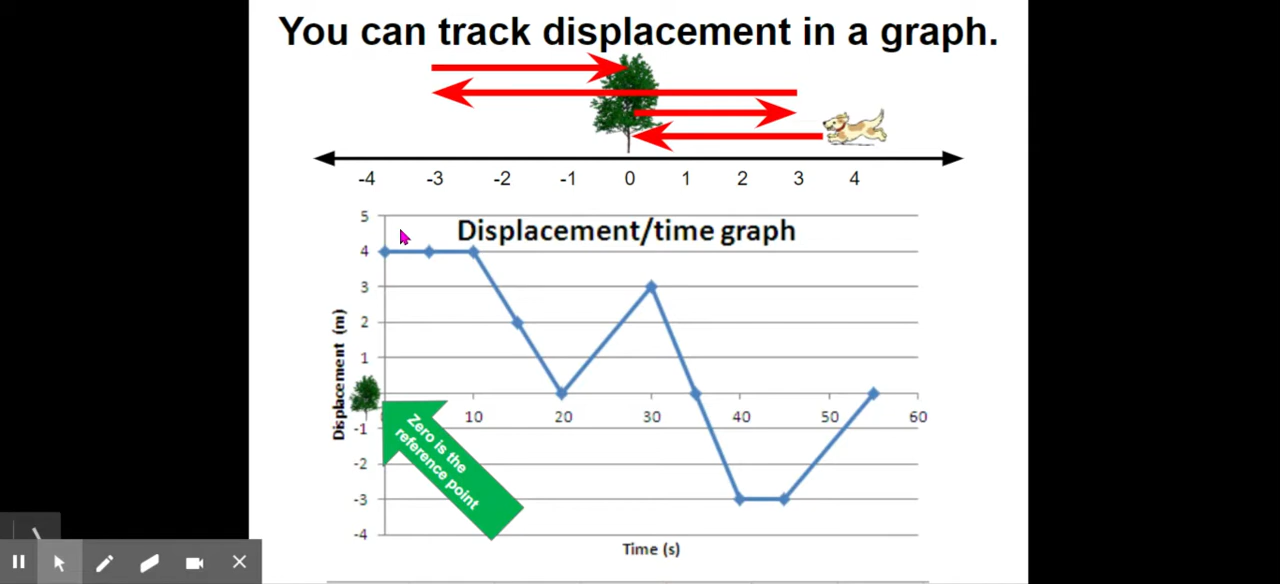 You can track displacement in a graph.
-4 -3 -2 -1 0 1 2 3 4
Displacement/time graph
5
4
3
2
1
-1
-2
-3
-4
Displacement (m)
10 20 30 40 50 60
Zero is the
reference point
Time (s)